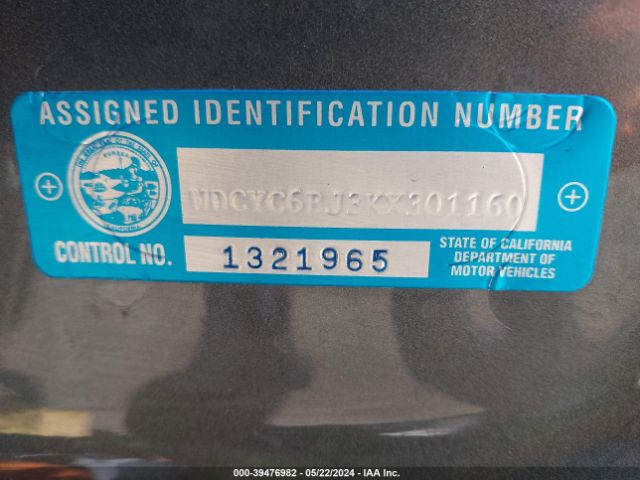 ASSIGNED IDENTIFICATION NUMBER
WDCYC6BJ3KX301160
CONTROL NO. 1321965
STATE OF CALIFORNIA
DEPARTMENT OF
MOTOR VEHICLES
000-39476982 - 05/22/2024 - IAA Inc.